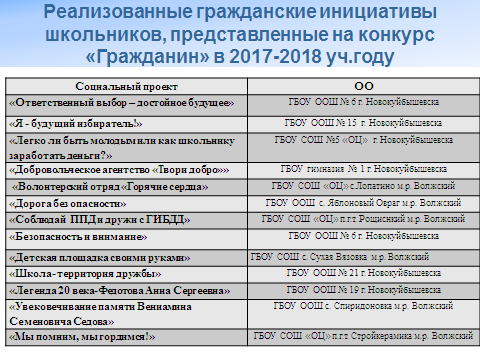 Реализованные гражданские инициативы
школьников, представленные на конкурс
«Гражданин» в 2017-2018 уч.году
Социальный проект ОО
«Ответственный выбор – достойное будущее» ГБОУ ООШ № 6 г. Новокуйбышевска
«Я - будущий избиратель!» ГБОУ ООШ № 15 г. Новокуйбышевска
«Легко ли быть молодым или как школьнику
заработать деньги?» ГБОУ СОШ №5 «ОЦ» г. Новокуйбышевска
«Добровольческое агентство «Твори добро»» ГБОУ гимназия № 1 г. Новокуйбышевска
«Волонтерский отряд «Горячие сердца» ГБОУ СОШ «ОЦ» с.Лопатино м.р. Волжский
«Дорога без опасности» ГБОУ ООШ с. Яблоновый Овраг м.р. Волжский
«Соблюдай ППД и дружи с ГИБДД» ГБОУ СОШ «ОЦ» п.г.т. Рощинский м.р. Волжский
«Безопасность и внимание» ГБОУ ООШ № 6 г. Новокуйбышевска
«Детская площадка своими руками» ГБОУ СОШ с. Сухая Вязовка м.р. Волжский
«Школа- территория дружбы» ГБОУ ООШ № 21 г. Новокуйбышевска
«Легенда 20 века-Федотова Анна Сергеевна» ГБОУ ООШ № 19 г. Новокуйбышевска
«Увековечивание памяти Вениамина
Семеновича Седова» ГБОУ ООШ с. Спиридоновка м.р. Волжский
«Мы помним, мы гордимся!» ГБОУ СОШ «ОЦ» п.г.т. Стройкерамика м.р. Волжский